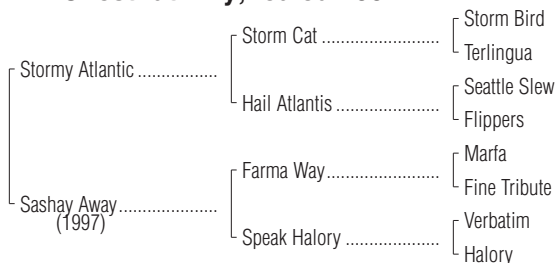 Storm Bird
Storm Cat
Terlingua
Stormy Atlantic
Seattle Slew
Hail Atlantis
Flippers
Marfa
Farma Way
Fine Tribute
Sashay Away
(1997)
Verbatim
Speak Halory
Halory